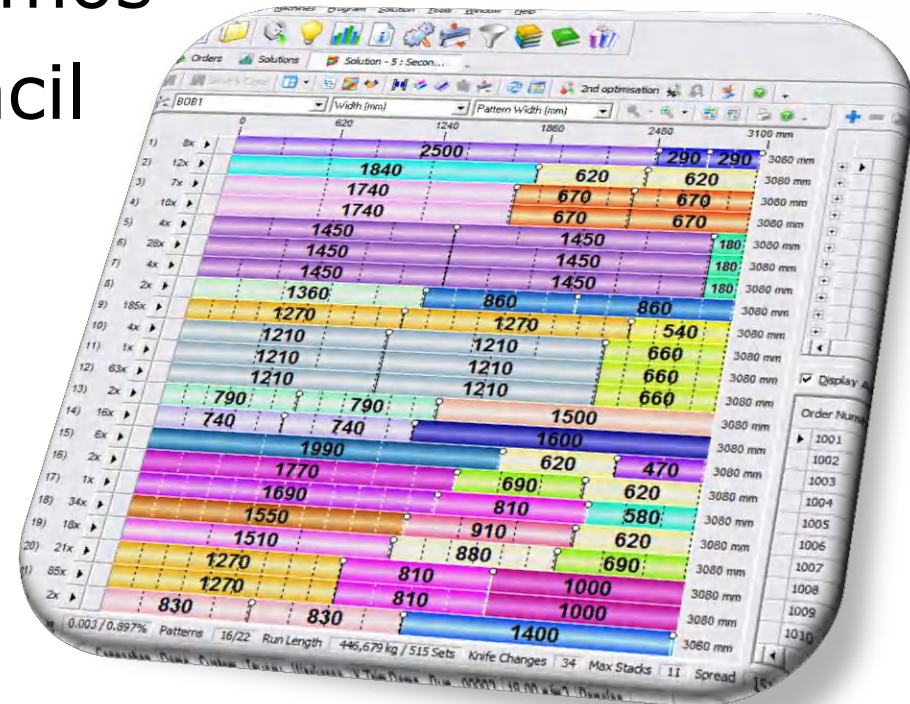 Machines Program Solution Tools Window Help
Orders Solutions Solution - 5 : Secon...
2nd optimisation
BOB1 Width (mm) Pattern Width (mm)
0 620 1240 1860 2480 3100 mm
1) 8x 2500 290 290 3080 mm
2) 12x 1840 620 620 3080 mm
3) 7x 1740 670 670 3080 mm
4) 10x 1740 670 670 3080 mm
5) 4x 1450 1450 180 3080 mm
6) 28x 1450 1450 180 3080 mm
7) 4x 1450 1450 180 3080 mm
8) 2x 1360 860 860 3080 mm
9) 185x 1270 1270 540 3080 mm
10) 4x 1210 1210 660 3080 mm
11) 1x 1210 1210 660 3080 mm
12) 63x 1210 1210 660 3080 mm
13) 2x 790 790 1500 3080 mm
14) 16x 740 740 1600 3080 mm
15) 6x 1990 620 470 3080 mm
16) 2x 1770 690 620 3080 mm
17) 1x 1690 810 580 3080 mm
18) 34x 1550 910 620 3080 mm
19) 18x 1510 880 690 3080 mm
20) 21x 1270 810 1000 3080 mm
85x 1270 810 1000 3080 mm
2x 830 830 1400 3060 mm
0.003 / 0.897% Patterns 16/22 Run Length 446,679 kg / 515 Sets Knife Changes 34 Max Stacks 11 Spread
Display
Order
1001
1002
1003
1004
1005
1006
1007
1008
1009
1010